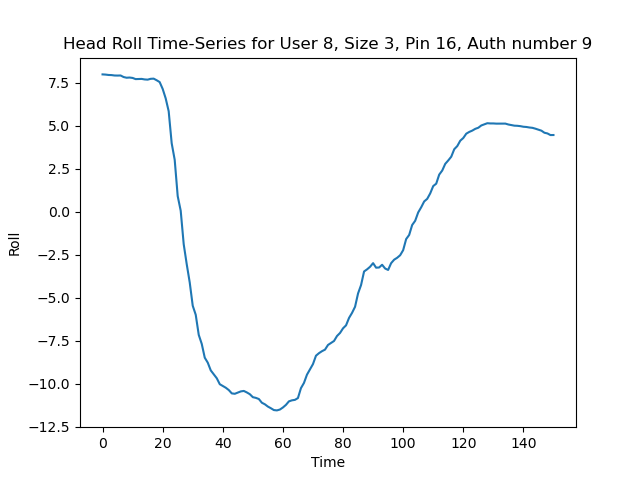 Head Roll Time-Series for User 8, Size 3, Pin 16, Auth number 9
7.5
5.0
2.5
0.0
−2.5
−5.0
−7.5
−10.0
−12.5
Roll
0 20 40 60 80 100 120 140
Time